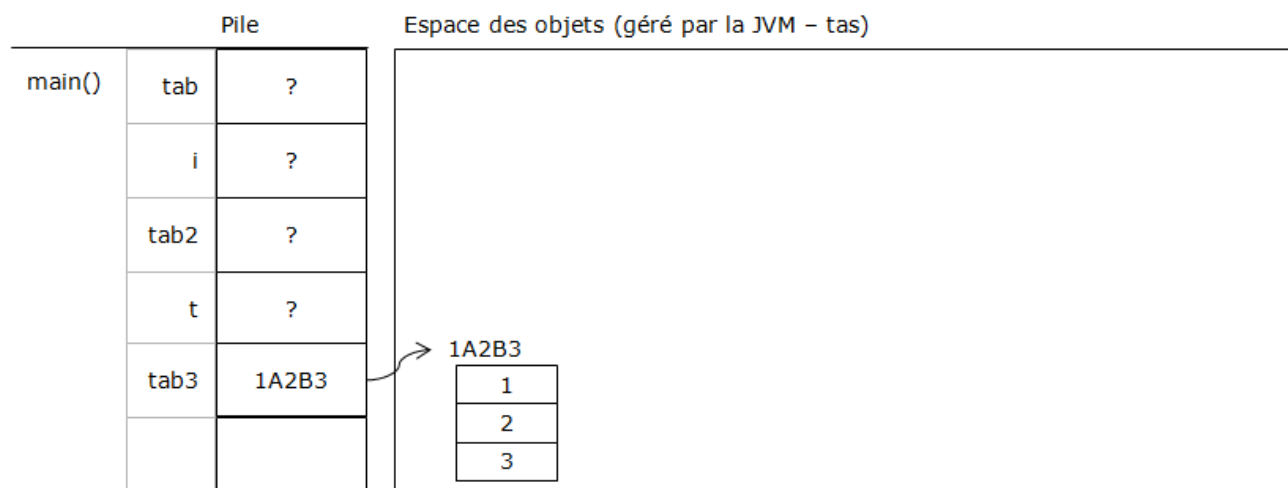 Pile Espace des objets (géré par la JVM – tas)
main() tab ?
i ?
tab2 ?
t ?
1A2B3
tab3 1A2B3
1
2
3